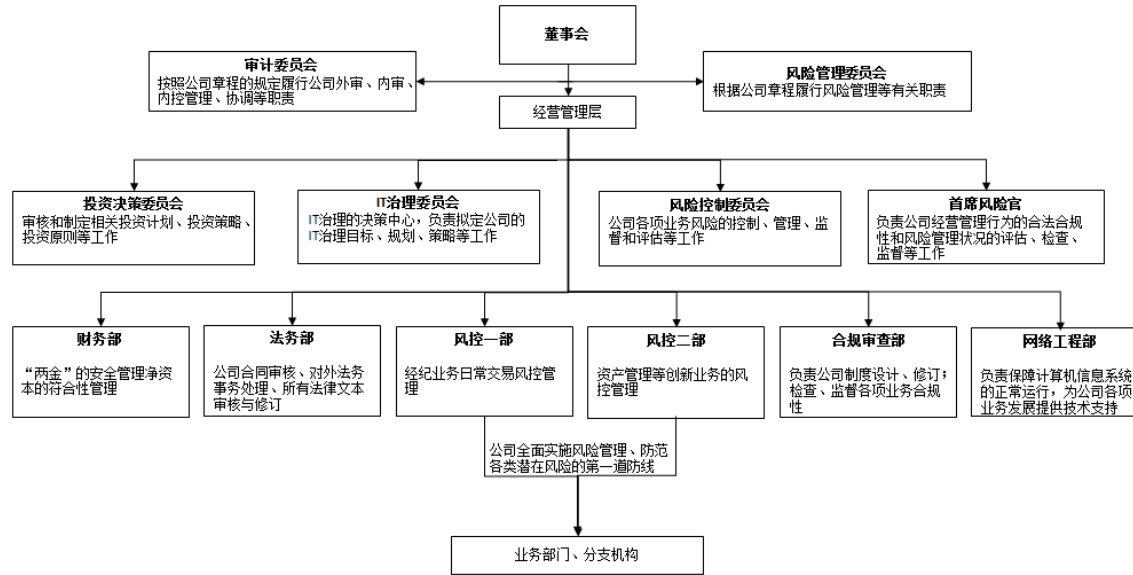 董事会
审计委员会
按照公司章程的规定履行公司外审、内审、
内控管理、协调等职责
风险管理委员会
根据公司章程履行风险管理等有关职责
经营管理层
投资决策委员会
审核和制定相关投资计划、投资策略、
投资原则等工作
IT治理委员会
IT治理的决策中心，负责拟定公司的
IT治理目标、规划、策略等工作
风险控制委员会
公司各项业务风险的控制、管理、监
督和评估等工作
首席风险官
负责公司经营管理行为的合法合规
性和风险管理状况的评估、检查、
监督等工作
财务部
“两金”的安全管理净资
本的符合性管理
法务部
公司合同审核、对外法务
事务处理、所有法律文本
审核与修订
风控一部
经纪业务日常交易风控管
理
风控二部
资产管理等创新业务的风
控管理
合规审查部
负责公司制度设计、修订；
检查、监督各项业务合规
性
网络工程部
负责保障计算机信息系统
的正常运行，为公司各项
业务发展提供技术支持
公司全面实施风险管理、防范
各类潜在风险的第一道防线
业务部门、分支机构